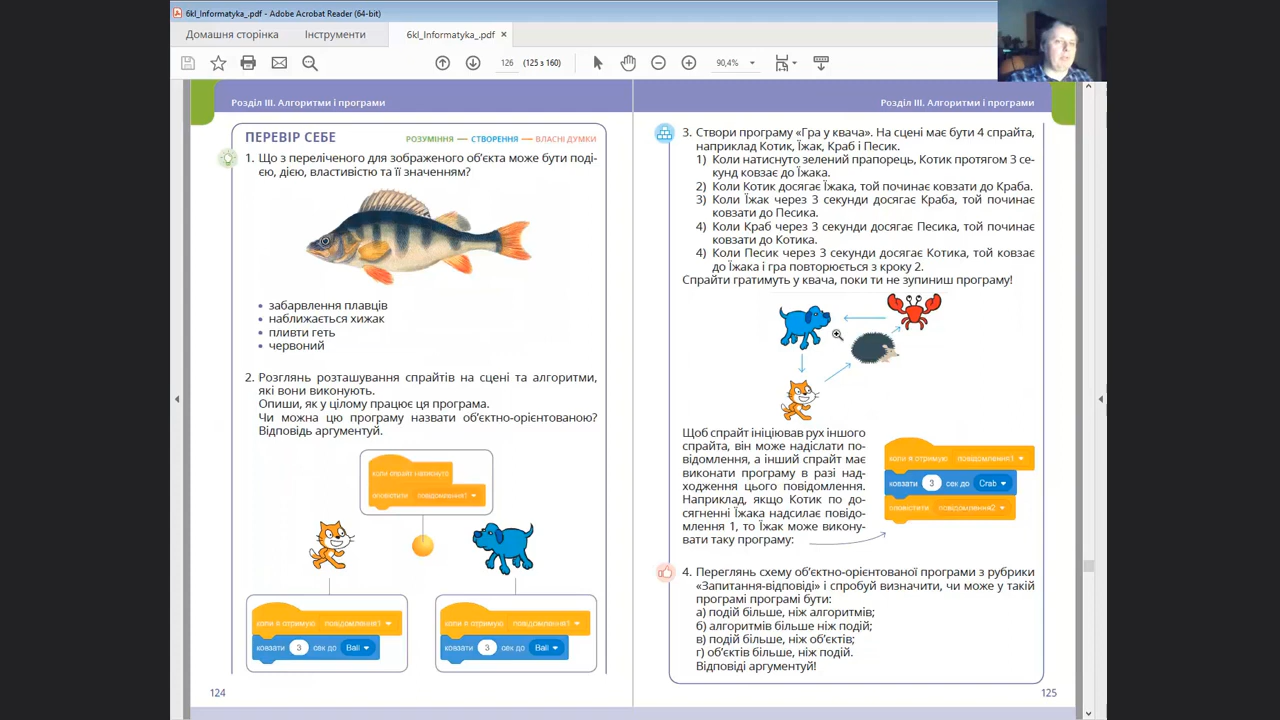 6kl_Informatyka_.pdf - Adobe Acrobat Reader (64-bit)
Домашня сторінка Інструменти 6kl_Informatyka_.pdf ×
126 (125 з 160) 90,4%
Розділ III. Алгоритми і програми
ПЕРЕВІР СЕБЕ
РОЗУМІННЯ — СТВОРЕННЯ — ВЛАСНІ ДУМКИ
1. Що з переліченого для зображеного об’єкта може бути поді-
єю, дією, властивістю та її значенням?
• забарвлення плавців
• наближається хижак
• пливти геть
• червоний
2. Розглянь розташування спрайтів на сцені та алгоритми,
які вони виконують.
Опиши, як у цілому працює ця програма.
Чи можна цю програму назвати об’єктно-орієнтованою?
Відповідь аргументуй.
коли спрайт натиснуто
оповістити повідомлення1
коли я отримую повідомлення1
ковзати 3 сек до Ball
коли я отримую повідомлення1
ковзати 3 сек до Ball
124
Розділ III. Алгоритми і програми
3. Створи програму «Гра у квача». На сцені має бути 4 спрайта,
наприклад Котик, Їжак, Краб і Песик.
1) Коли натиснуто зелений прапорець, Котик протягом 3 се-
кунд ковзає до Їжака.
2) Коли Котик досягає Їжака, той починає ковзати до Краба.
3) Коли Їжак через 3 секунди досягає Краба, той починає
ковзати до Песика.
4) Коли Краб через 3 секунди досягає Песика, той починає
ковзати до Котика.
4) Коли Песик через 3 секунди досягає Котика, той ковзає
до Їжака і гра повторюється з кроку 2.
Спрайти гратимуть у квача, поки ти не зупиниш програму!
Щоб спрайт ініціював рух іншого
спрайта, він може надіслати по-
відомлення, а інший спрайт має
виконати програму в разі над-
ходження цього повідомлення.
Наприклад, якщо Котик по до-
сягненні Їжака надсилає повідо-
млення 1, то Їжак може викону-
вати таку програму:
коли я отримую повідомлення1
ковзати 3 сек до Crab
оповістити повідомлення2
4. Переглянь схему об’єктно-орієнтованої програми з рубрики
«Запитання-відповіді» і спробуй визначити, чи може у такій
програмі програмі бути:
а) подій більше, ніж алгоритмів;
б) алгоритмів більше ніж подій;
в) подій більше, ніж об’єктів;
г) об’єктів більше, ніж подій.
Відповіді аргументуй!
125